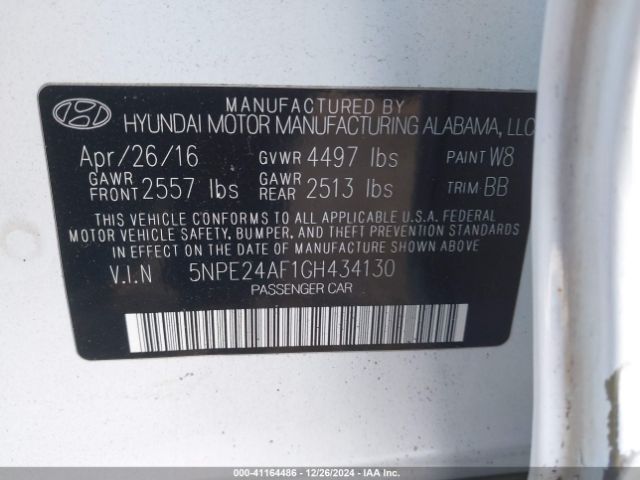 MANUFACTURED BY
HYUNDAI MOTOR MANUFACTURING ALABAMA, LLC
Apr/26/16 GVWR 4497 lbs PAINT W8
GAWR FRONT 2557 lbs GAWR REAR 2513 lbs TRIM BB
THIS VEHICLE CONFORMS TO ALL APPLICABLE U.S.A. FEDERAL
MOTOR VEHICLE SAFETY, BUMPER, AND THEFT PREVENTION STANDARDS
IN EFFECT ON THE DATE OF MANUFACTURE SHOWN ABOVE.
V.I.N 5NPE24AF1GH434130
PASSENGER CAR
000-41164486 - 12/26/2024 - IAAI.COM